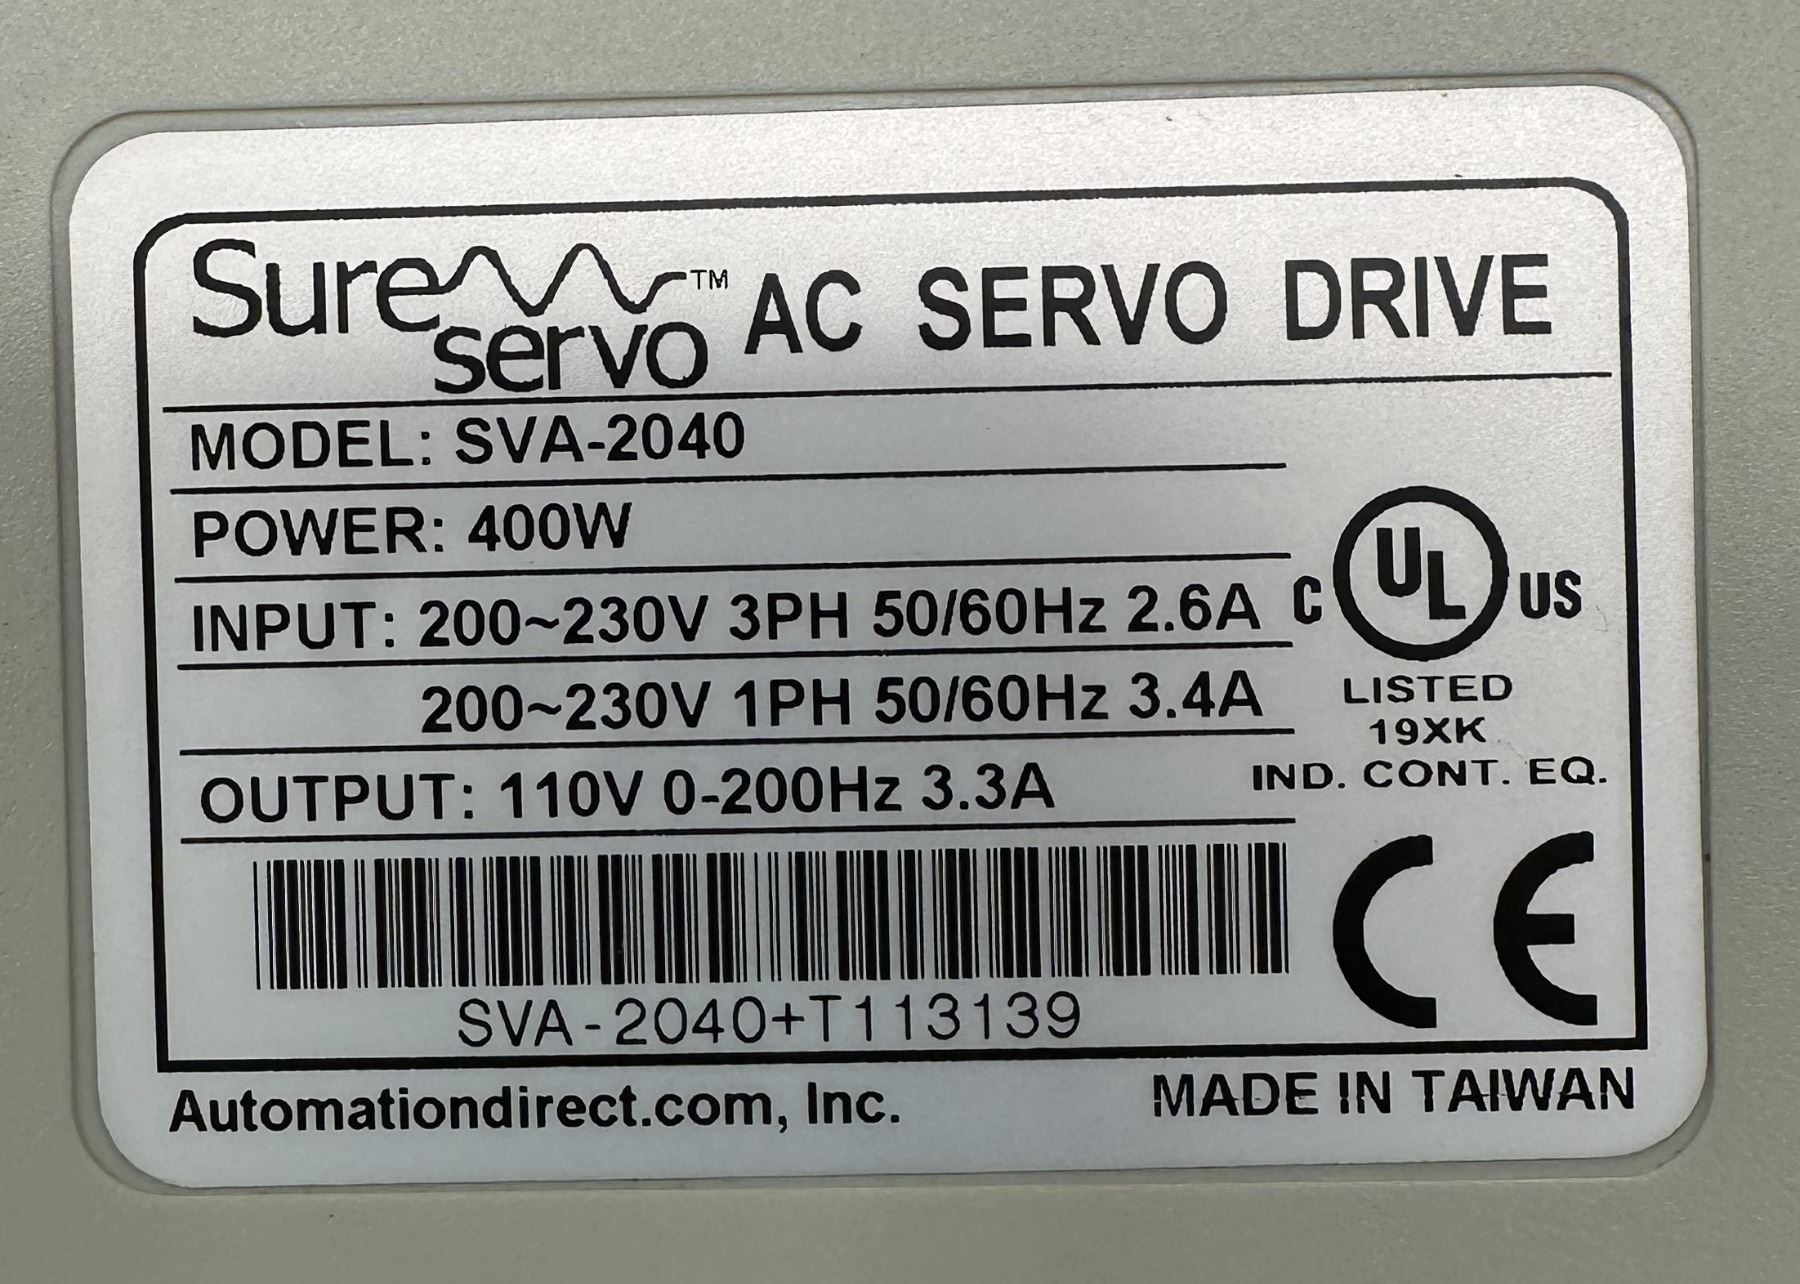 Sure servo™ AC SERVO DRIVE
MODEL: SVA-2040
POWER: 400W
INPUT: 200~230V 3PH 50/60Hz 2.6A
200~230V 1PH 50/60Hz 3.4A
OUTPUT: 110V 0-200Hz 3.3A
C UL US
LISTED
19XK
IND. CONT. EQ.
CE
SVA-2040+T113139
Automationdirect.com, Inc.
MADE IN TAIWAN